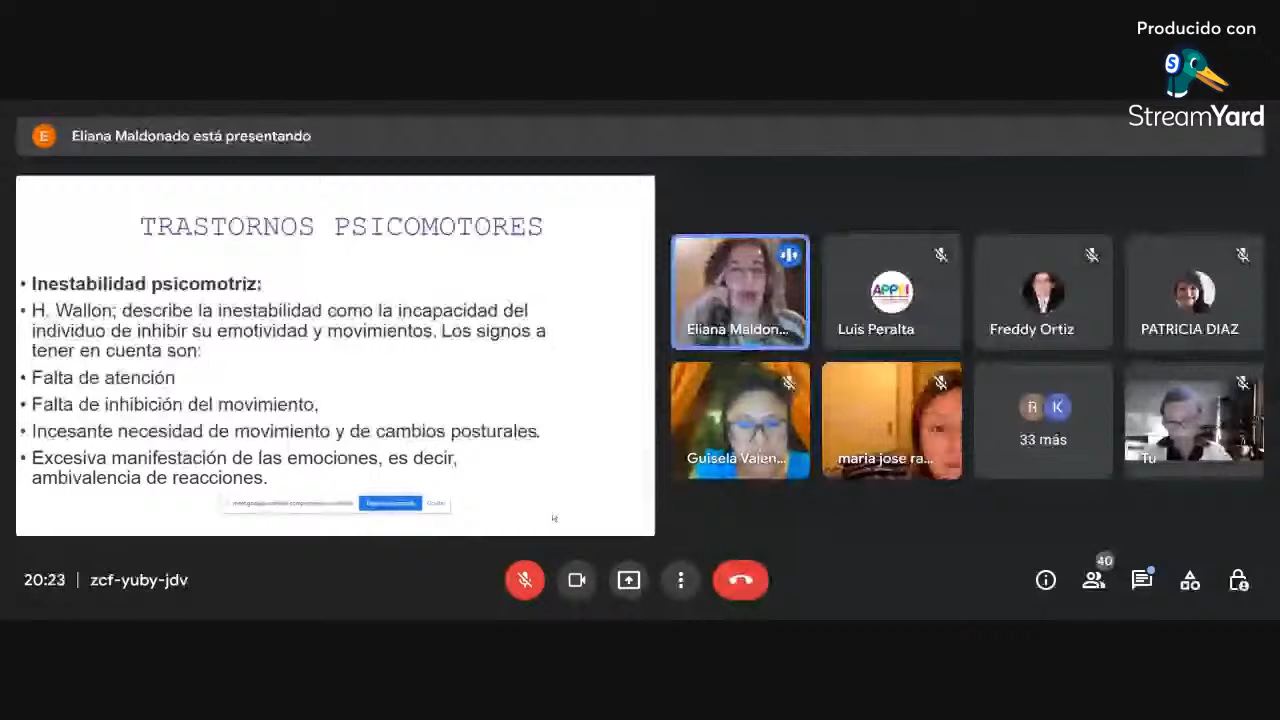 Producido con
StreamYard
E Eliana Maldonado está presentando
TRASTORNOS PSICOMOTORES
• Inestabilidad psicomotriz:
• H. Wallon; describe la inestabilidad como la incapacidad del
individuo de inhibir su emotividad y movimientos. Los signos a
tener en cuenta son:
• Falta de atención
• Falta de inhibición del movimiento,
• Incesante necesidad de movimiento y de cambios posturales.
• Excesiva manifestación de las emociones, es decir,
ambivalencia de reacciones.
Eliana Maldon...
APPEI
Luis Peralta
Freddy Ortiz
PATRICIA DIAZ
Guisela Valen...
maria jose ra...
R K
33 más
Tú
20:23 | zcf-yuby-jdv
40